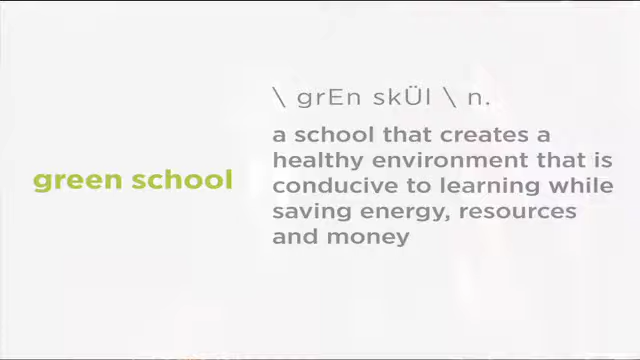 \ grEn skÜl \ n.
green school
a school that creates a
healthy environment that is
conducive to learning while
saving energy, resources
and money